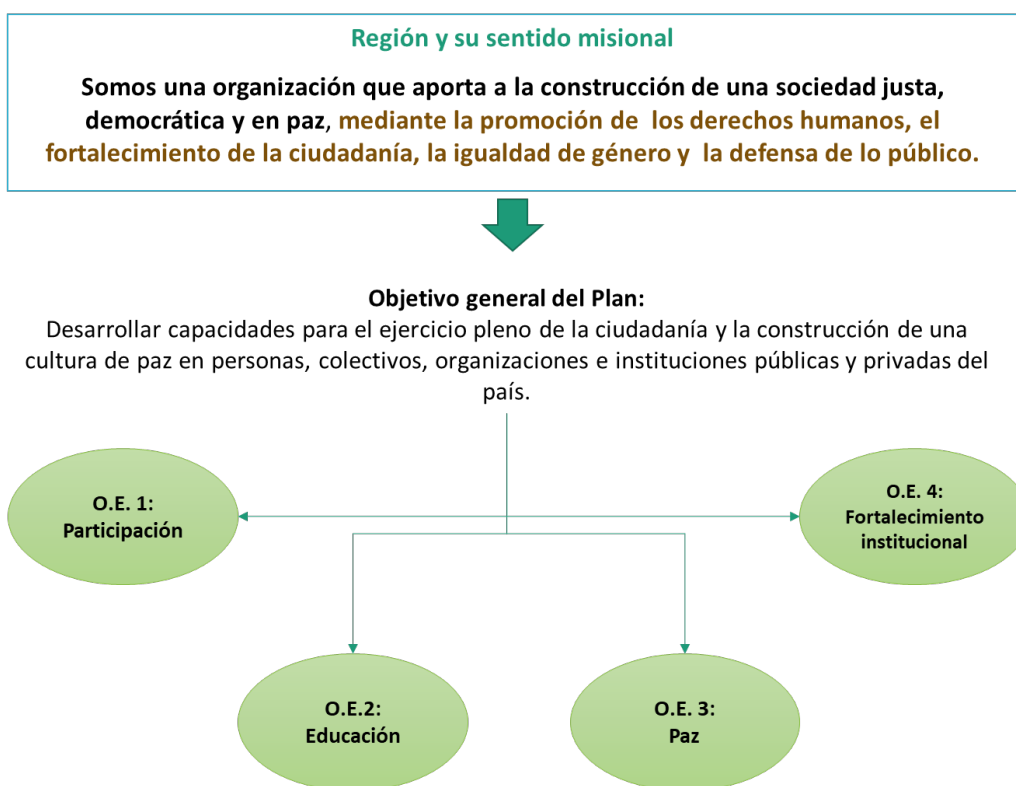 Región y su sentido misional
Somos una organización que aporta a la construcción de una sociedad justa,
democrática y en paz, mediante la promoción de los derechos humanos, el
fortalecimiento de la ciudadanía, la igualdad de género y la defensa de lo público.
Objetivo general del Plan:
Desarrollar capacidades para el ejercicio pleno de la ciudadanía y la construcción de una
cultura de paz en personas, colectivos, organizaciones e instituciones públicas y privadas del
país.
O.E. 1:
Participación
O.E. 4:
Fortalecimiento
institucional
O.E.2:
Educación
O.E. 3:
Paz